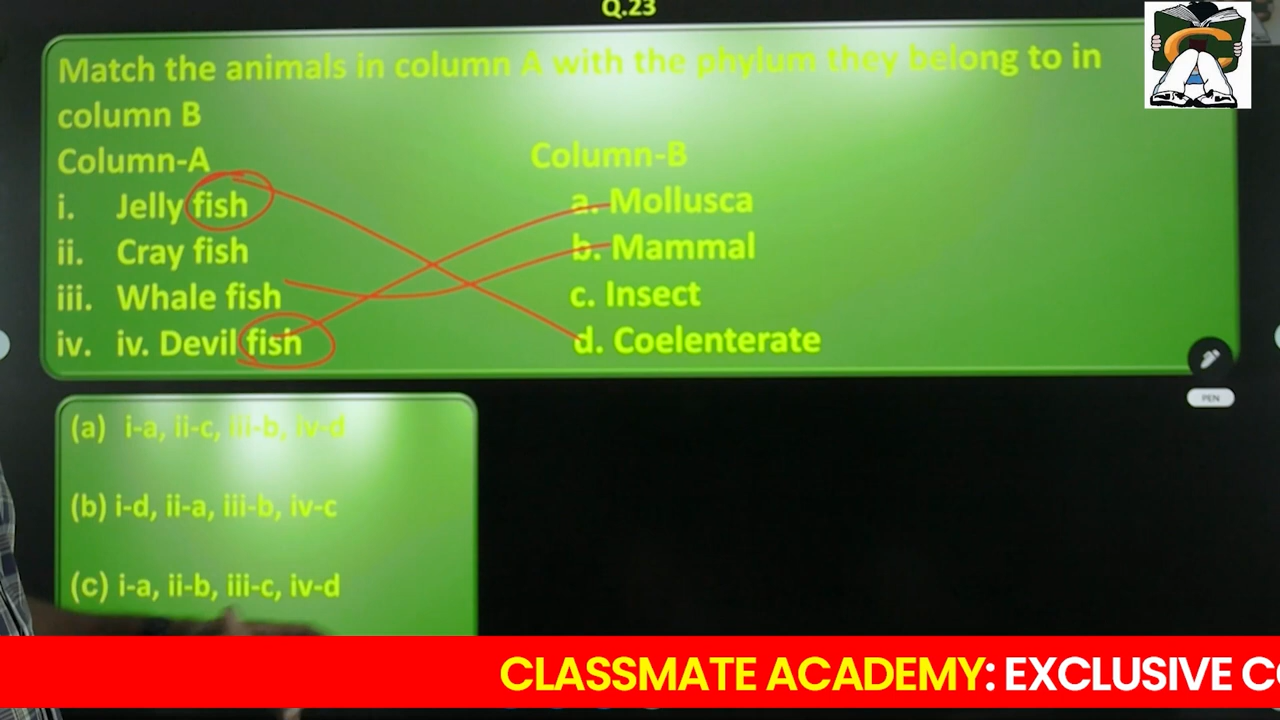 Q.23
Match the animals in column A with the phylum they belong to in
column B
Column-A Column-B
i. Jelly fish a. Mollusca
ii. Cray fish b. Mammal
iii. Whale fish c. Insect
iv. iv. Devil fish d. Coelenterate
PEN
(a) i-a, ii-c, iii-b, iv-d
(b) i-d, ii-a, iii-b, iv-c
(c) i-a, ii-b, iii-c, iv-d
CLASSMATE ACADEMY: EXCLUSIVE